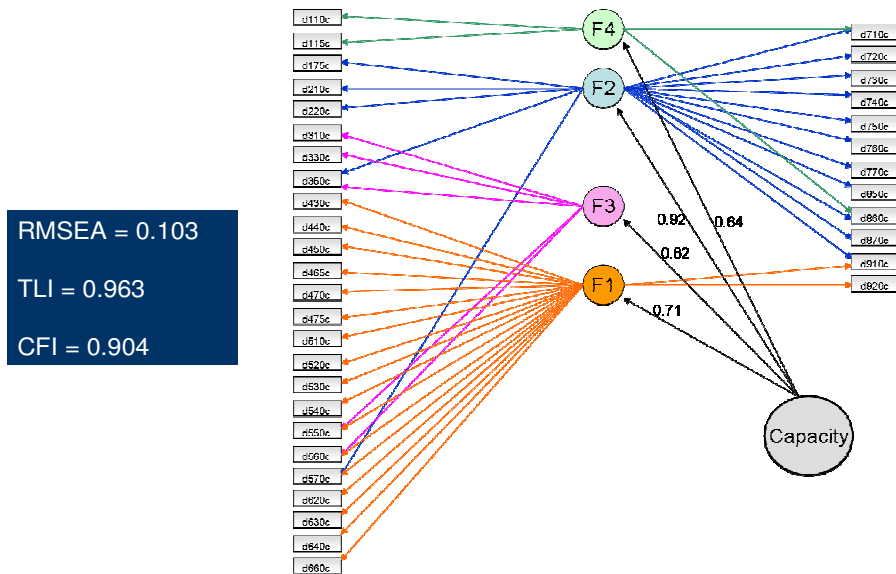 RMSEA = 0.103
TLI = 0.963
CFI = 0.904
d110c
d115c
d175c
d210c
d220c
d310c
d330c
d350c
d430c
d440c
d450c
d465c
d470c
d475c
d510c
d520c
d530c
d540c
d550c
d560c
d570c
d620c
d630c
d640c
d660c
F4
F2
F3
F1
0.92
0.64
0.62
0.71
Capacity
d710c
d720c
d730c
d740c
d750c
d760c
d770c
d850c
d860c
d870c
d910c
d920c